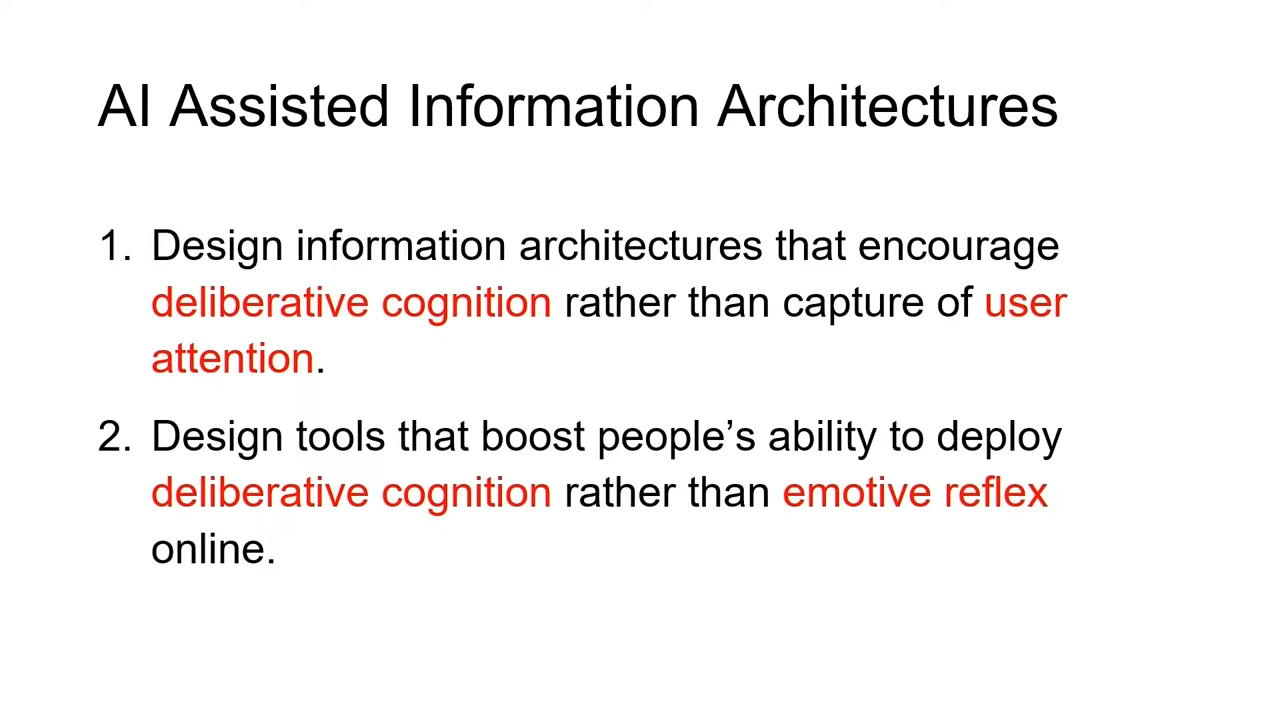 AI Assisted Information Architectures
1. Design information architectures that encourage
deliberative cognition rather than capture of user
attention.
2. Design tools that boost people’s ability to deploy
deliberative cognition rather than emotive reflex
online.